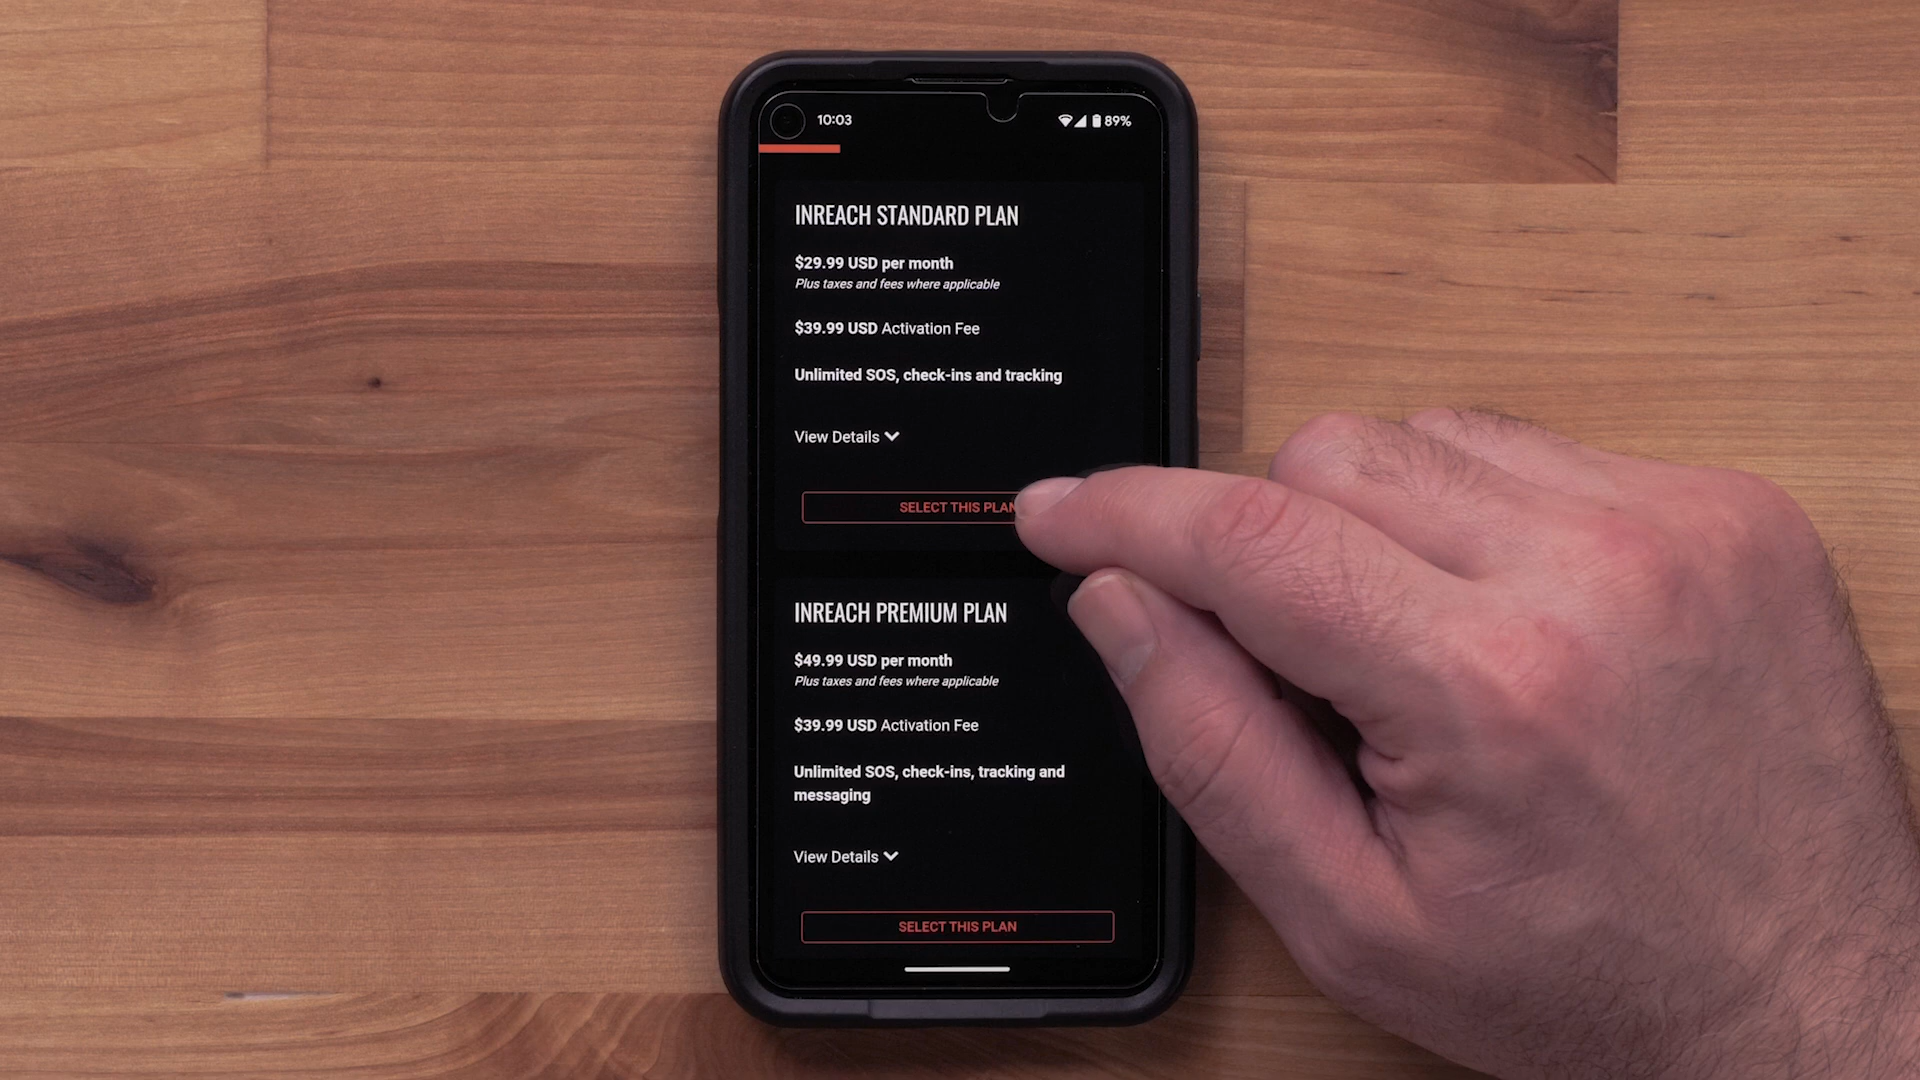 10:03
89%
INREACH STANDARD PLAN
$29.99 USD per month
Plus taxes and fees where applicable
$39.99 USD Activation Fee
Unlimited SOS, check-ins and tracking
View Details
SELECT THIS PLAN
INREACH PREMIUM PLAN
$49.99 USD per month
Plus taxes and fees where applicable
$39.99 USD Activation Fee
Unlimited SOS, check-ins, tracking and
messaging
View Details
SELECT THIS PLAN